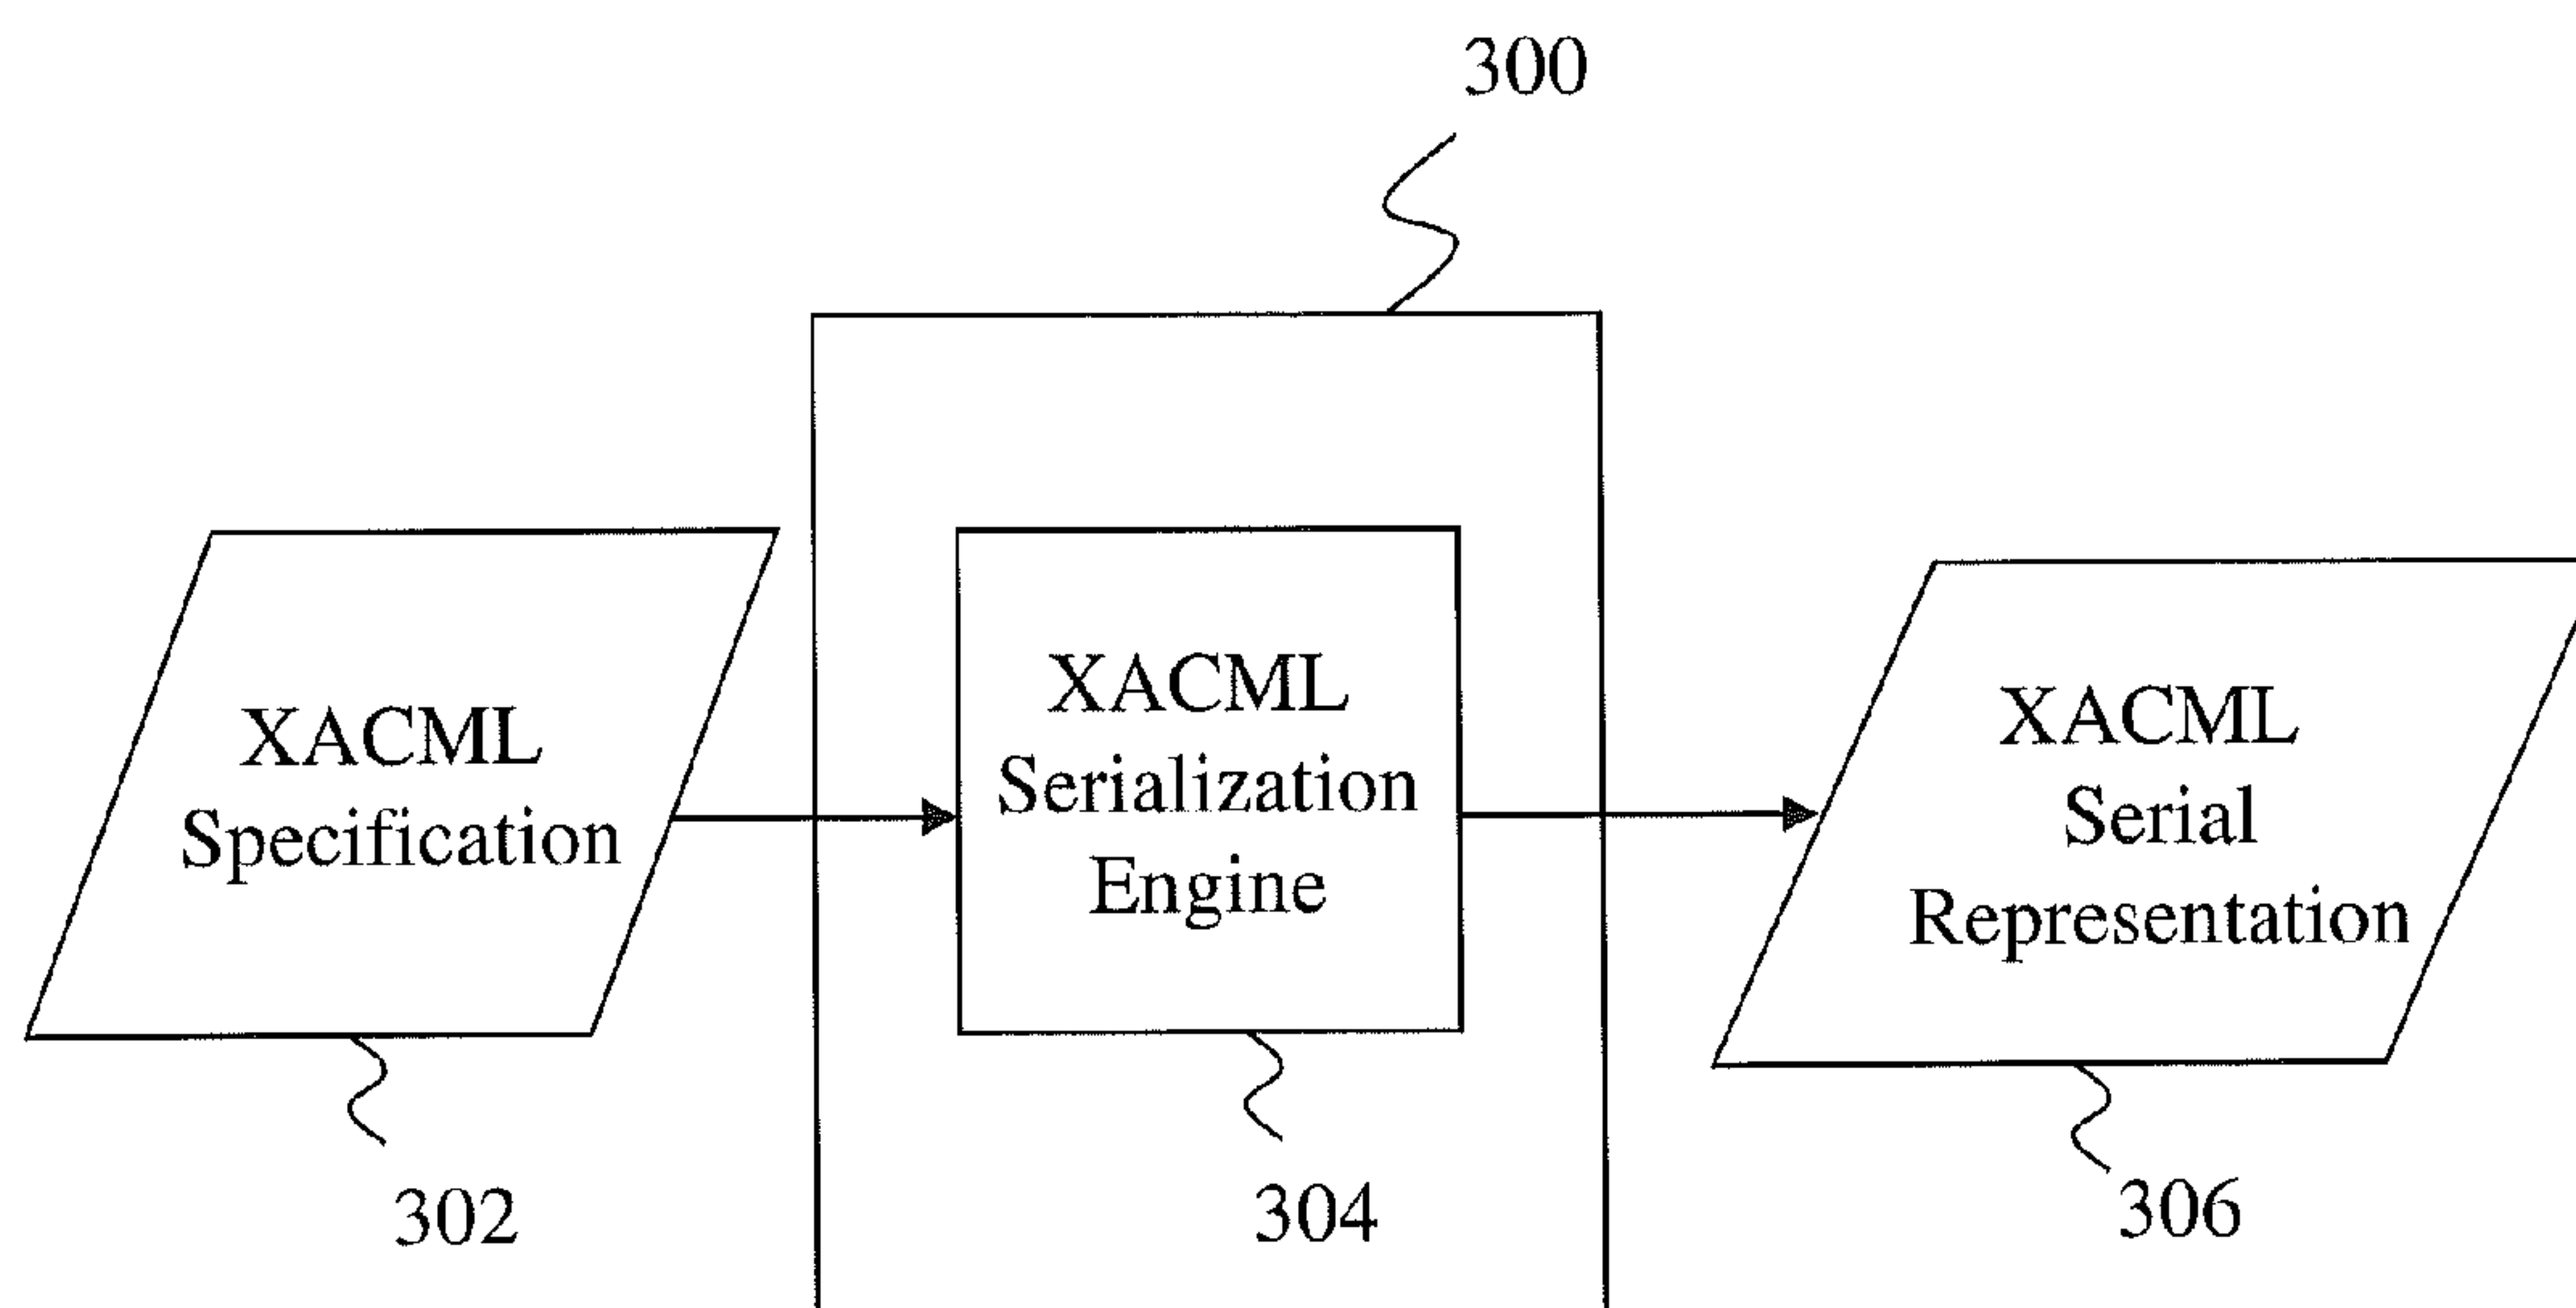 300
XACML
Specification
XACML
Serialization
Engine
XACML
Serial
Representation
302
304
306